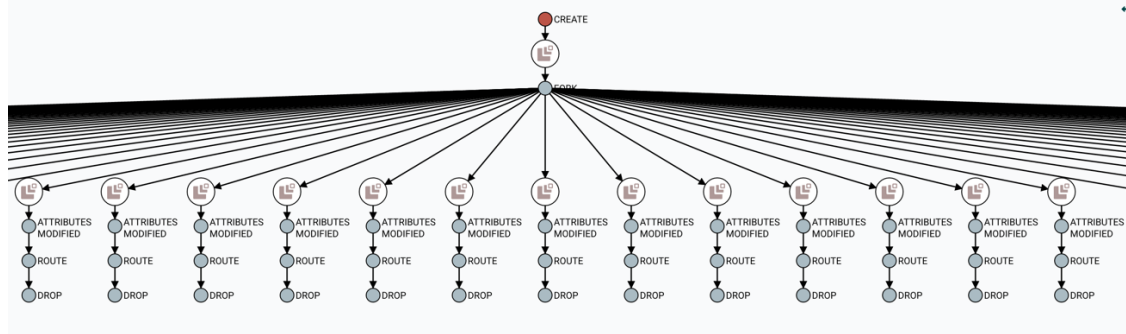 CREATE
FORK
ATTRIBUTES ATTRIBUTES ATTRIBUTES ATTRIBUTES ATTRIBUTES ATTRIBUTES ATTRIBUTES ATTRIBUTES ATTRIBUTES ATTRIBUTES ATTRIBUTES ATTRIBUTES ATTRIBUTES
MODIFIED MODIFIED MODIFIED MODIFIED MODIFIED MODIFIED MODIFIED MODIFIED MODIFIED MODIFIED MODIFIED MODIFIED MODIFIED
ROUTE ROUTE ROUTE ROUTE ROUTE ROUTE ROUTE ROUTE ROUTE ROUTE ROUTE ROUTE ROUTE
DROP DROP DROP DROP DROP DROP DROP DROP DROP DROP DROP DROP DROP